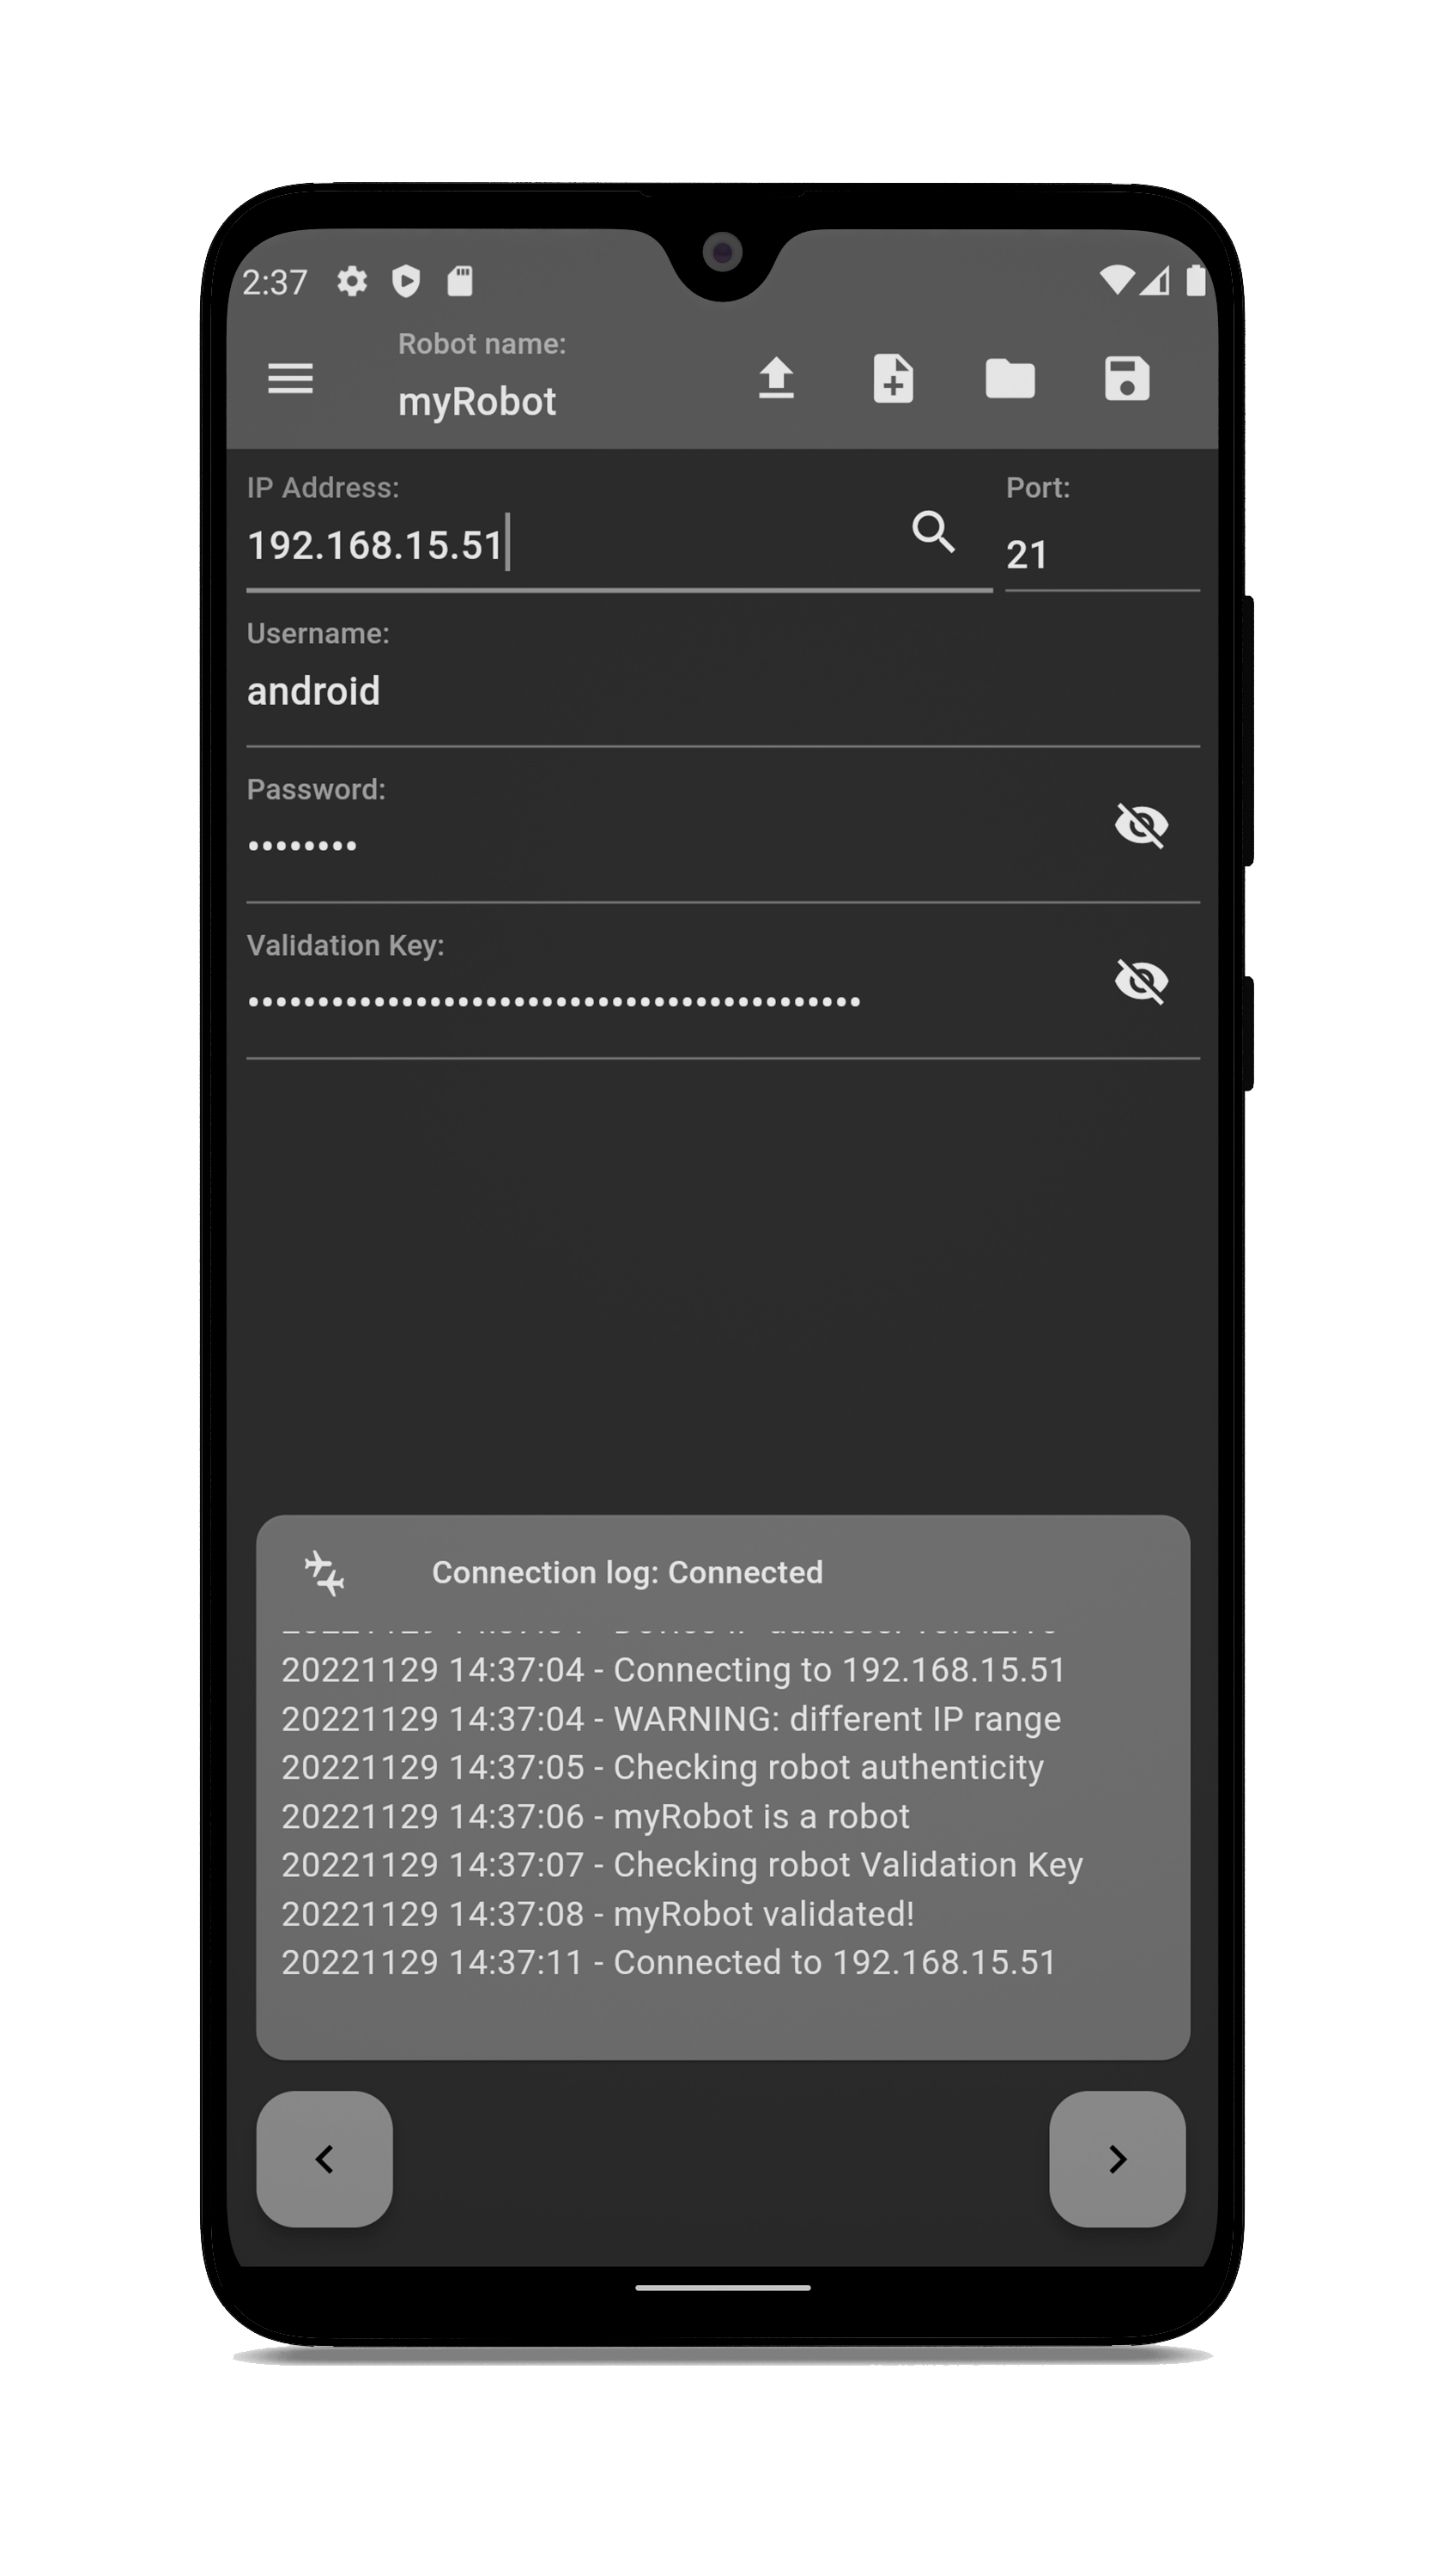 2:37
Robot name:
myRobot
IP Address:
192.168.15.51
Port:
21
Username:
android
Password:
••••••••
Validation Key:
••••••••••••••••••••••••••••••••••••••••••••
Connection log: Connected
20221129 14:37:04 - Connecting to 192.168.15.51
20221129 14:37:04 - WARNING: different IP range
20221129 14:37:05 - Checking robot authenticity
20221129 14:37:06 - myRobot is a robot
20221129 14:37:07 - Checking robot Validation Key
20221129 14:37:08 - myRobot validated!
20221129 14:37:11 - Connected to 192.168.15.51